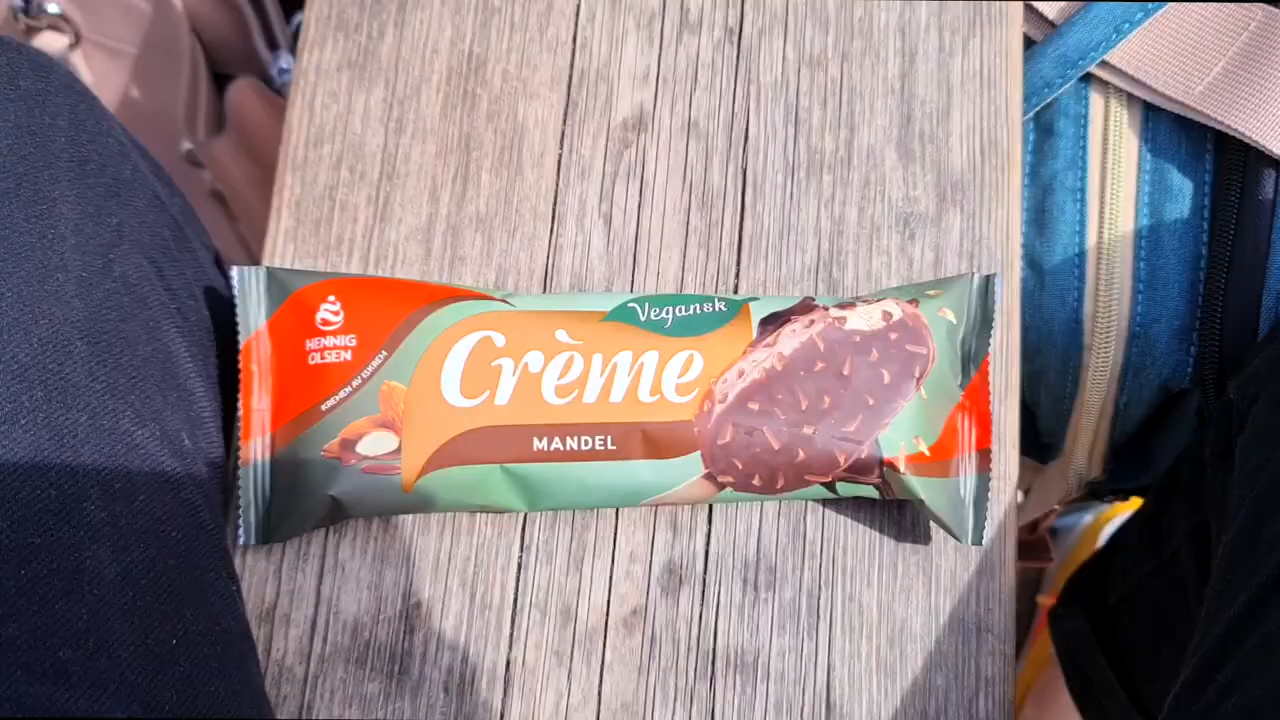 HENNIG
OLSEN
KREMEN AV ISKREM
Vegansk
Crème
MANDEL